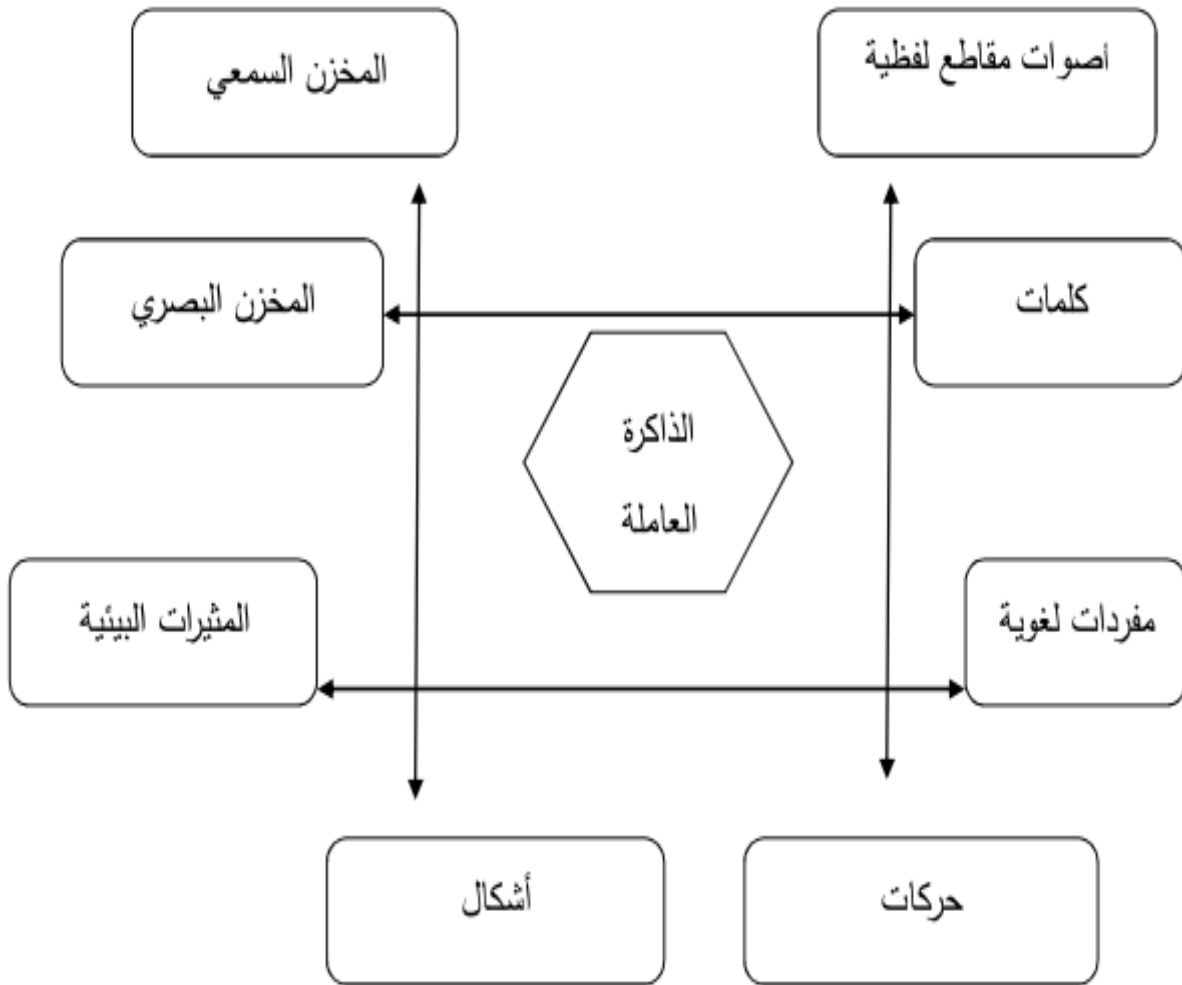 أصوات مقاطع لفظية
المخزن السمعي
كلمات
المخزن البصري
الذاكرة
العاملة
مفردات لغوية
المثيرات البيئية
حركات
أشكال